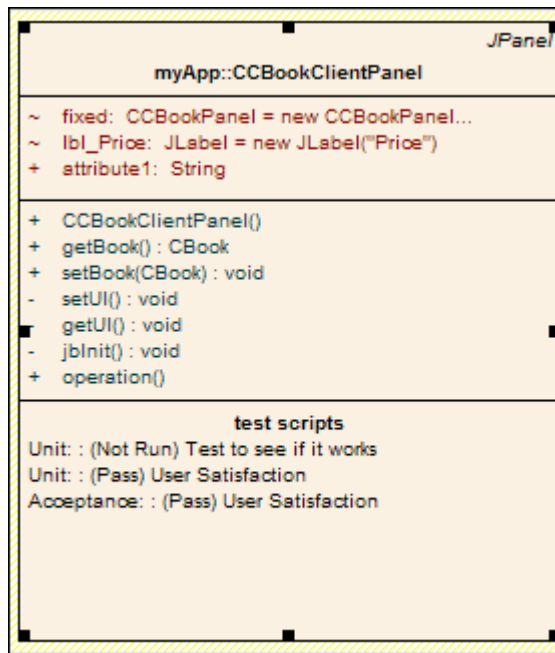 JPanel
myApp::CCBookClientPanel
~ fixed: CCBookPanel = new CCBookPanel...
~ lbl_Price: JLabel = new JLabel("Price")
+ attribute1: String
+ CCBookClientPanel()
+ getBook() : CBook
+ setBook(CBook) : void
- setUI() : void
- getUI() : void
- jbInit() : void
+ operation()
test scripts
Unit: : (Not Run) Test to see if it works
Unit: : (Pass) User Satisfaction
Acceptance: : (Pass) User Satisfaction